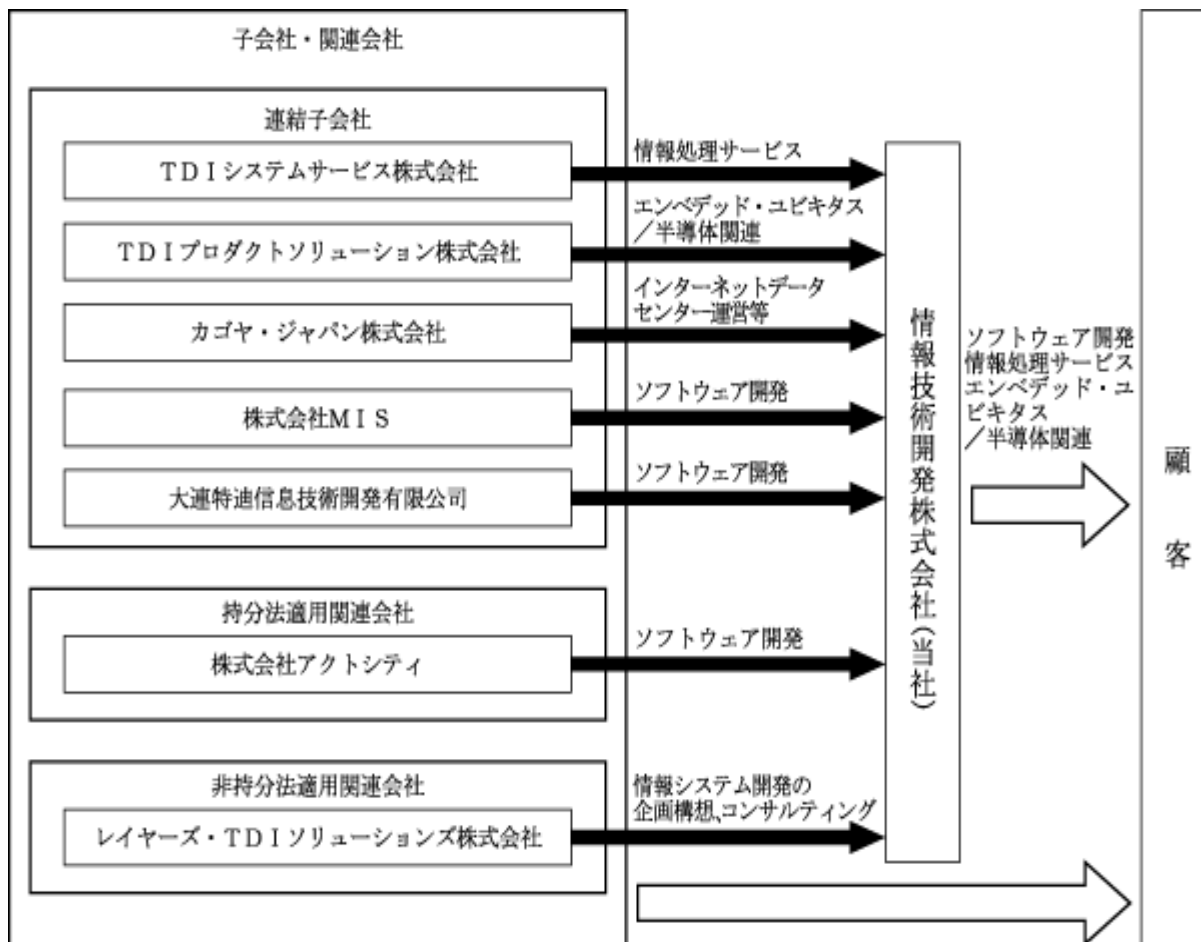 子会社・関連会社
連結子会社
ＴＤＩシステムサービス株式会社
情報処理サービス
ＴＤＩプロダクトソリューション株式会社
エンベデッド・ユビキタス
／半導体関連
カゴヤ・ジャパン株式会社
インターネットデータ
センター運営等
株式会社ＭＩＳ
ソフトウェア開発
大連特迪信息技術開発有限公司
ソフトウェア開発
持分法適用関連会社
株式会社アクトシティ
ソフトウェア開発
非持分法適用関連会社
レイヤーズ・ＴＤＩソリューションズ株式会社
情報システム開発の
企画構想、コンサルティング
情報技術開発株式会社（当社）
ソフトウェア開発
情報処理サービス
エンベデッド・ユ
ビキタス
／半導体関連
顧客